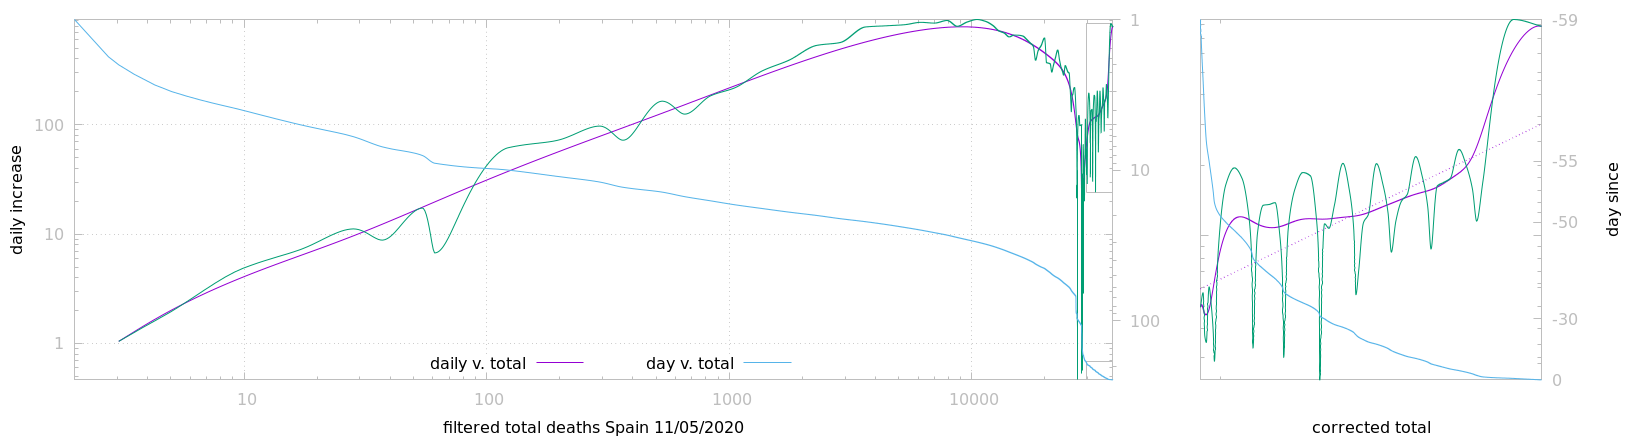 daily increase
100
10
1
10
100
1000
10000
1
10
100
daily v. total
day v. total
filtered total deaths Spain 11/05/2020
-59
-55
-50
-30
0
day since
corrected total